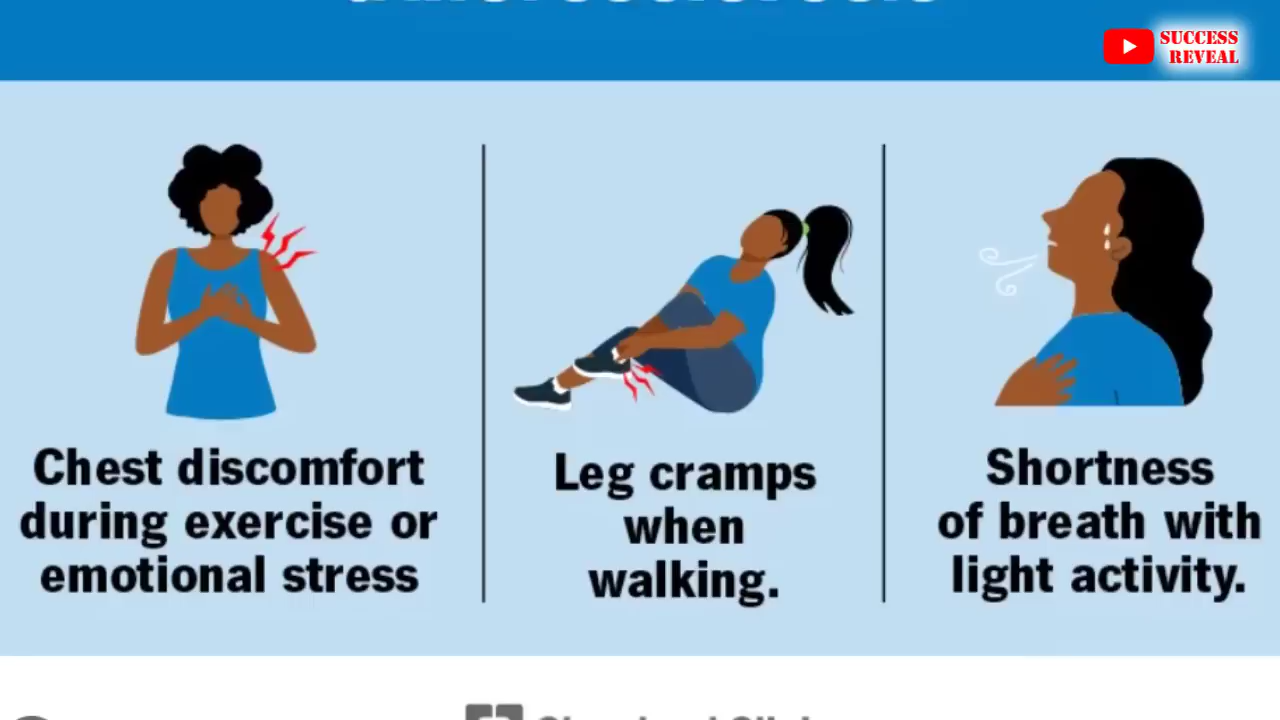 SUCCESS
REVEAL
Chest discomfort
during exercise or
emotional stress
Leg cramps
when
walking.
Shortness
of breath with
light activity.